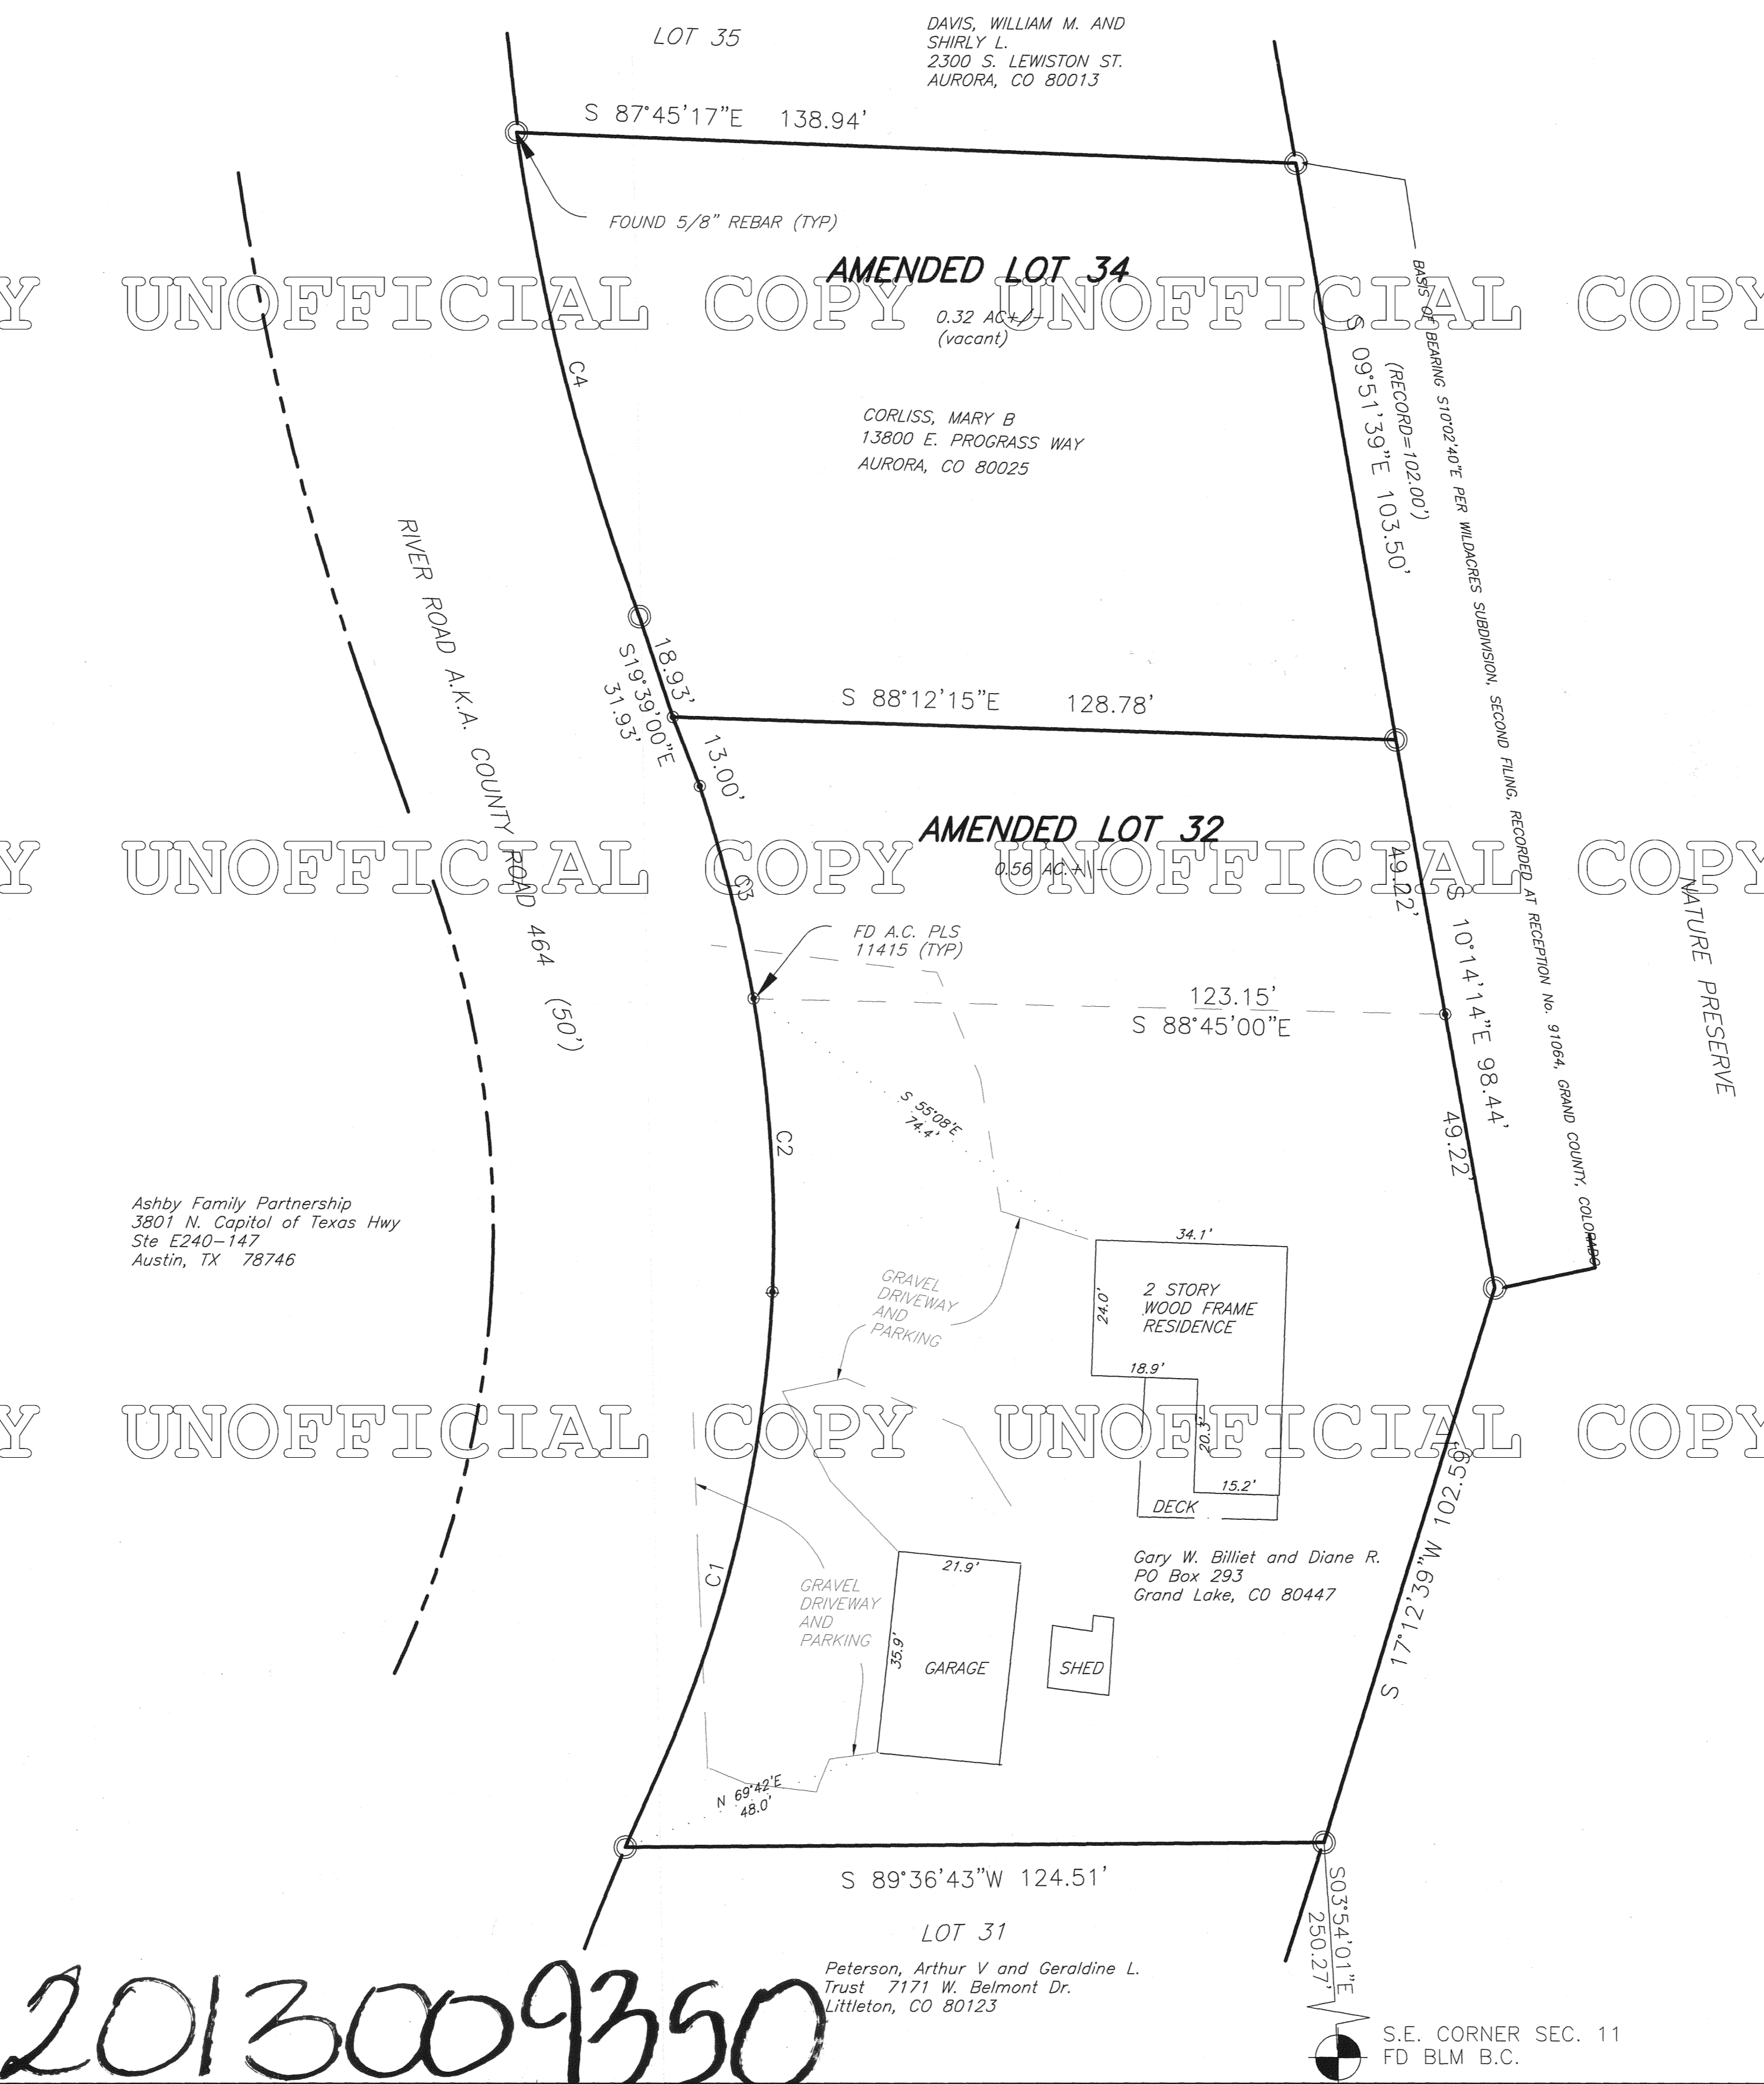 LOT 35
DAVIS, WILLIAM M. AND
SHIRLY L.
2300 S. LEWISTON ST.
AURORA, CO 80013
S 87°45'17"E 138.94'
FOUND 5/8" REBAR (TYP)
AMENDED LOT 34
Y UNOFFICIAL COPY UNOFFICIAL COPY
0.32 AC+/-
(vacant)
C4
CORLISS, MARY B
13800 E. PROGRASS WAY
AURORA, CO 80025
S 09°51'39"E 103.50'
(RECORD=102.00')
BASIS OF BEARING S10°02'40"E PER WILDACRES SUBDIVISION, SECOND FILING, RECORDED AT RECEPTION No. 91064, GRAND COUNTY, COLORADO
RIVER ROAD A.K.A. COUNTY ROAD 464 (50')
18.93'
S19°39'00"E
31.93'
S 88°12'15"E 128.78'
13.00'
AMENDED LOT 32
Y UNOFFICIAL COPY UNOFFICIAL COPY
0.56 AC.+\-
C3
49.22'
S 10°14'14"E 98.44'
NATURE PRESERVE
FD A.C. PLS
11415 (TYP)
123.15'
S 88°45'00"E
S 55°08'E
74.4'
C2
49.22'
Ashby Family Partnership
3801 N. Capitol of Texas Hwy
Ste E240-147
Austin, TX 78746
34.1'
24.0'
2 STORY
WOOD FRAME
RESIDENCE
GRAVEL
DRIVEWAY
AND
PARKING
18.9'
Y UNOFFICIAL COPY UNOFFICIAL COPY
20.3'
15.2'
DECK
S 17°12'39"W 102.59'
C1
21.9'
Gary W. Billiet and Diane R.
PO Box 293
Grand Lake, CO 80447
GRAVEL
DRIVEWAY
AND
PARKING
35.9'
GARAGE
SHED
N 69°42'E
48.0'
S 89°36'43"W 124.51'
S03°54'01"E
250.27'
LOT 31
Peterson, Arthur V and Geraldine L.
Trust 7171 W. Belmont Dr.
Littleton, CO 80123
2013009350
S.E. CORNER SEC. 11
FD BLM B.C.